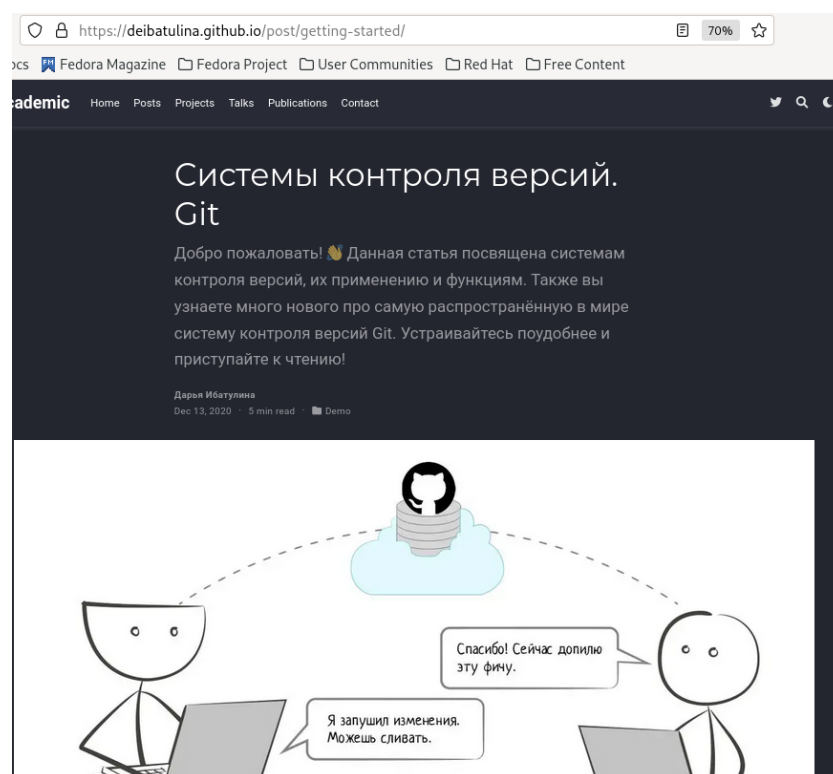 https://deibatulina.github.io/post/getting-started/ 70%
ocs Fedora Magazine Fedora Project User Communities Red Hat Free Content
cademic Home Posts Projects Talks Publications Contact
Системы контроля версий.
Git
Добро пожаловать! 👋 Данная статья посвящена системам
контроля версий, их применению и функциям. Также вы
узнаете много нового про самую распространённую в мире
систему контроля версий Git. Устраивайтесь поудобнее и
приступайте к чтению!
Дарья Ибатулина
Dec 13, 2020 · 5 min read · Demo
Спасибо! Сейчас допилю
эту фичу.
Я запушил изменения.
Можешь сливать.